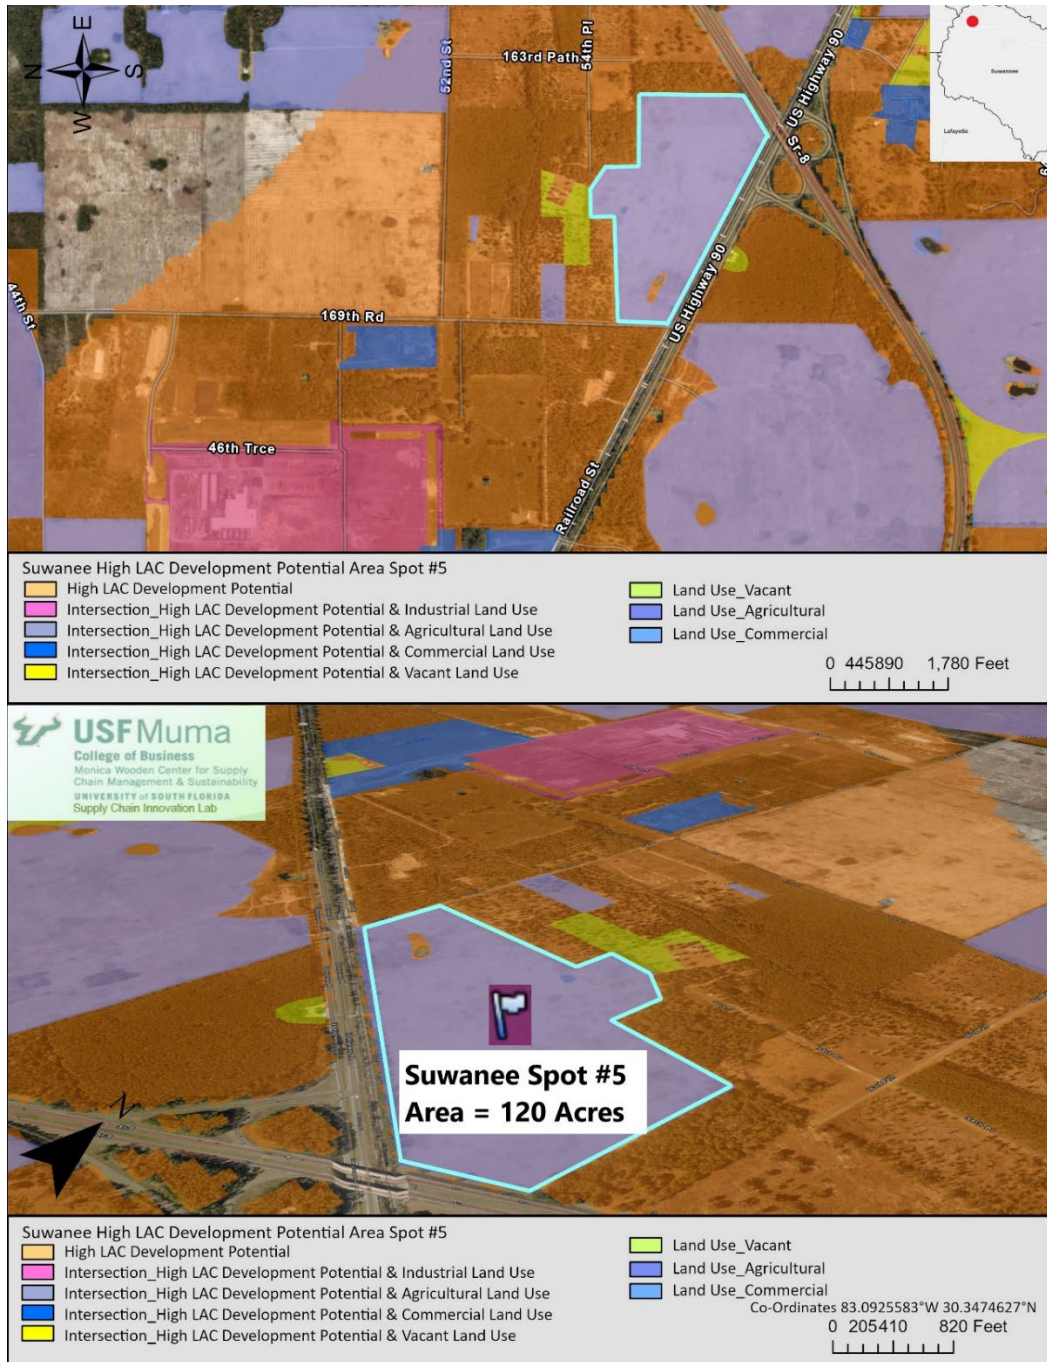 E
N
S
W
52nd St
163rd Path
54th Pl
US Highway 90
Sr-8
Suwannee
Lafayette
44th St
169th Rd
US Highway 90
46th Trce
Railroad St
Suwanee High LAC Development Potential Area Spot #5
High LAC Development Potential
Intersection_High LAC Development Potential & Industrial Land Use
Intersection_High LAC Development Potential & Agricultural Land Use
Intersection_High LAC Development Potential & Commercial Land Use
Intersection_High LAC Development Potential & Vacant Land Use
Land Use_Vacant
Land Use_Agricultural
Land Use_Commercial
0 445890 1,780 Feet
USF Muma
College of Business
Monica Wooden Center for Supply
Chain Management & Sustainability
UNIVERSITY of SOUTH FLORIDA
Supply Chain Innovation Lab
Suwanee Spot #5
Area = 120 Acres
N
Suwanee High LAC Development Potential Area Spot #5
High LAC Development Potential
Intersection_High LAC Development Potential & Industrial Land Use
Intersection_High LAC Development Potential & Agricultural Land Use
Intersection_High LAC Development Potential & Commercial Land Use
Intersection_High LAC Development Potential & Vacant Land Use
Land Use_Vacant
Land Use_Agricultural
Land Use_Commercial
Co-Ordinates 83.0925583°W 30.3474627°N
0 205410 820 Feet